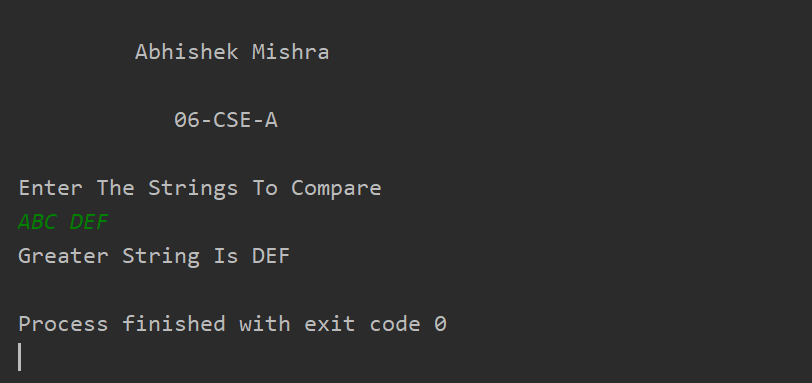 Abhishek Mishra
06-CSE-A
Enter The Strings To Compare
ABC DEF
Greater String Is DEF
Process finished with exit code 0